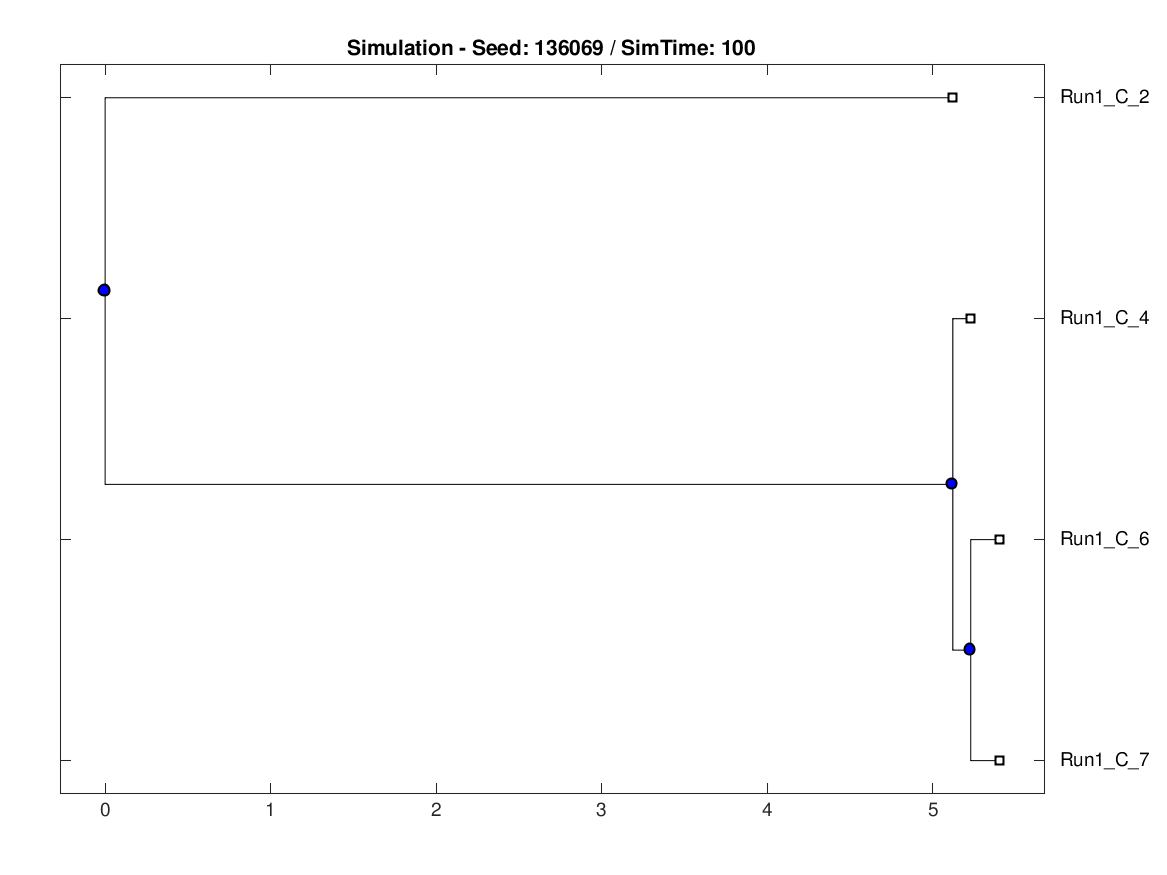 Simulation - Seed: 136069 / SimTime: 100
Run1_C_2
Run1_C_4
Run1_C_6
Run1_C_7
0 1 2 3 4 5